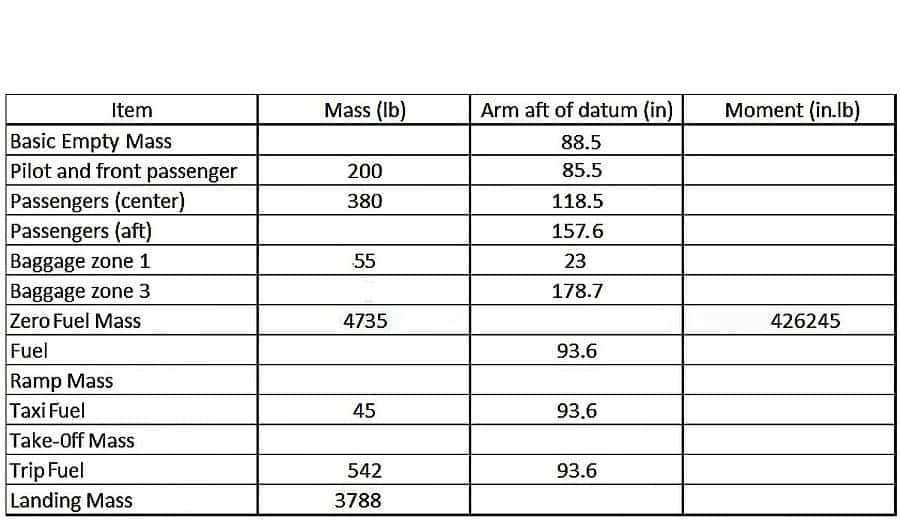 Item Mass (lb) Arm aft of datum (in) Moment (in.lb)
Basic Empty Mass 88.5
Pilot and front passenger 200 85.5
Passengers (center) 380 118.5
Passengers (aft) 157.6
Baggage zone 1 55 23
Baggage zone 3 178.7
Zero Fuel Mass 4735 426245
Fuel 93.6
Ramp Mass
Taxi Fuel 45 93.6
Take-Off Mass
Trip Fuel 542 93.6
Landing Mass 3788